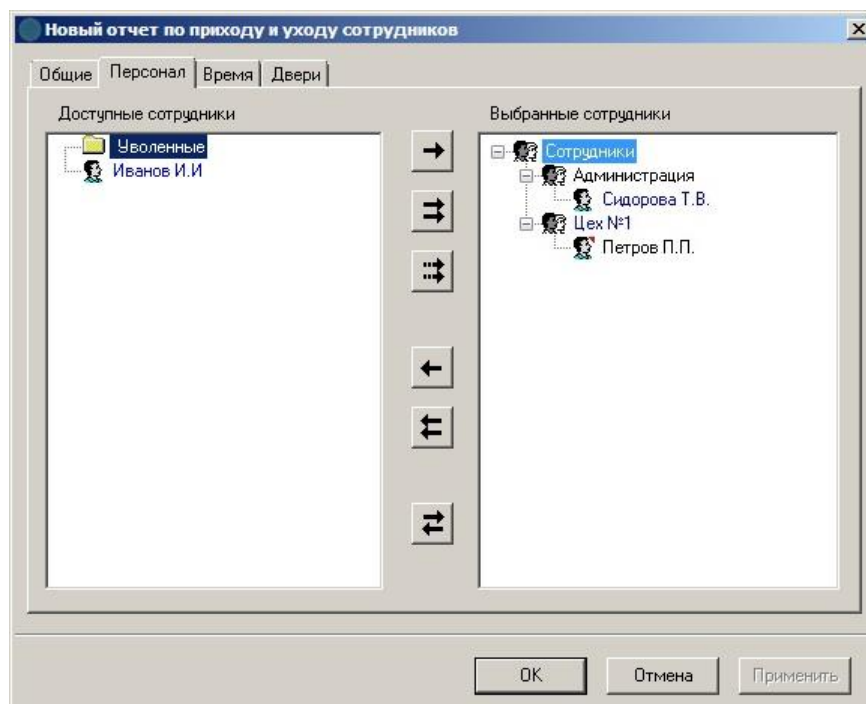 Новый отчет по приходу и уходу сотрудников
Общие Персонал Время Двери
Доступные сотрудники
Уволенные
Иванов И.И
Выбранные сотрудники
Сотрудники
Администрация
Сидорова Т.В.
Цех №1
Петров П.П.
OK Отмена Применить